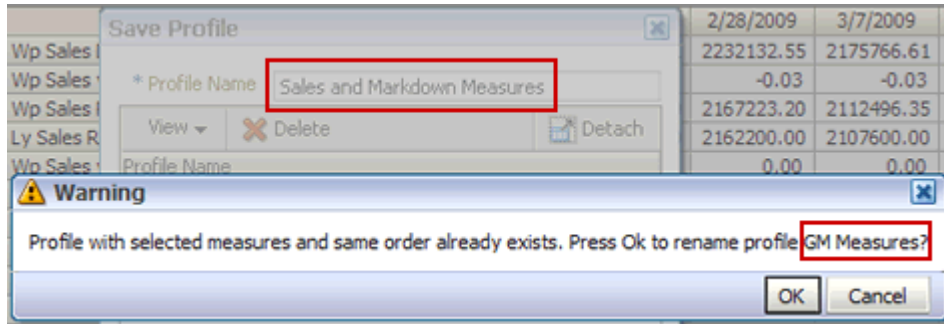 Save Profile
2/28/2009 3/7/2009
Wp Sales 2232132.55 2175766.61
* Profile Name Sales and Markdown Measures
Wp Sales -0.03 -0.03
Wp Sales 2167223.20 2112496.35
View Delete Detach
Ly Sales R 2162200.00 2107600.00
Wp Sales 0.00 0.00
Profile Name
Warning
Profile with selected measures and same order already exists. Press Ok to rename profile GM Measures?
OK Cancel